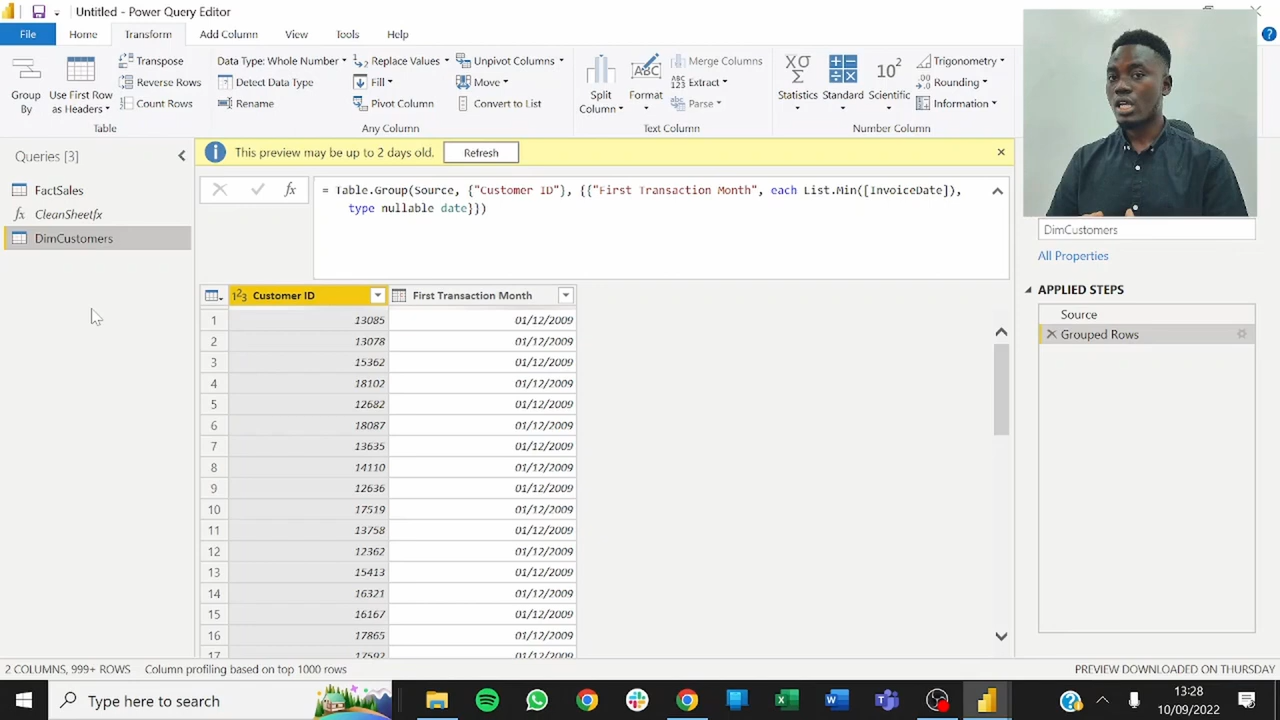 Untitled - Power Query Editor
File Home Transform Add Column View Tools Help
Group By
Use First Row as Headers
Transpose
Reverse Rows
Count Rows
Table
Data Type: Whole Number
Detect Data Type
Rename
Replace Values
Fill
Pivot Column
Unpivot Columns
Move
Convert to List
Any Column
Split Column
Format
ABC
Merge Columns
Extract
Parse
Text Column
Statistics
Standard
10²
Scientific
Trigonometry
Rounding
Information
Number Column
Queries [3]
FactSales
fx CleanSheetfx
DimCustomers
This preview may be up to 2 days old. Refresh
fx
= Table.Group(Source, {"Customer ID"}, {{"First Transaction Month", each List.Min([InvoiceDate]),
type nullable date}})
1²3 Customer ID First Transaction Month
1 13085 01/12/2009
2 13078 01/12/2009
3 15362 01/12/2009
4 18102 01/12/2009
5 12682 01/12/2009
6 18087 01/12/2009
7 13635 01/12/2009
8 14110 01/12/2009
9 12636 01/12/2009
10 17519 01/12/2009
11 13758 01/12/2009
12 12362 01/12/2009
13 15413 01/12/2009
14 16321 01/12/2009
15 16167 01/12/2009
16 17865 01/12/2009
17 17592 01/12/2009
DimCustomers
All Properties
APPLIED STEPS
Source
Grouped Rows
2 COLUMNS, 999+ ROWS Column profiling based on top 1000 rows
PREVIEW DOWNLOADED ON THURSDAY
Type here to search
13:28
10/09/2022